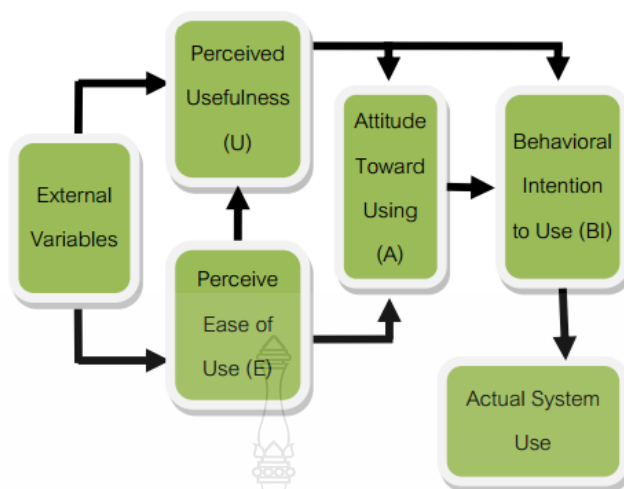 Perceived
Usefulness
(U)
Attitude
Toward
Using
(A)
Behavioral
Intention
to Use (BI)
External
Variables
Perceive
Ease of
Use (E)
Actual System
Use